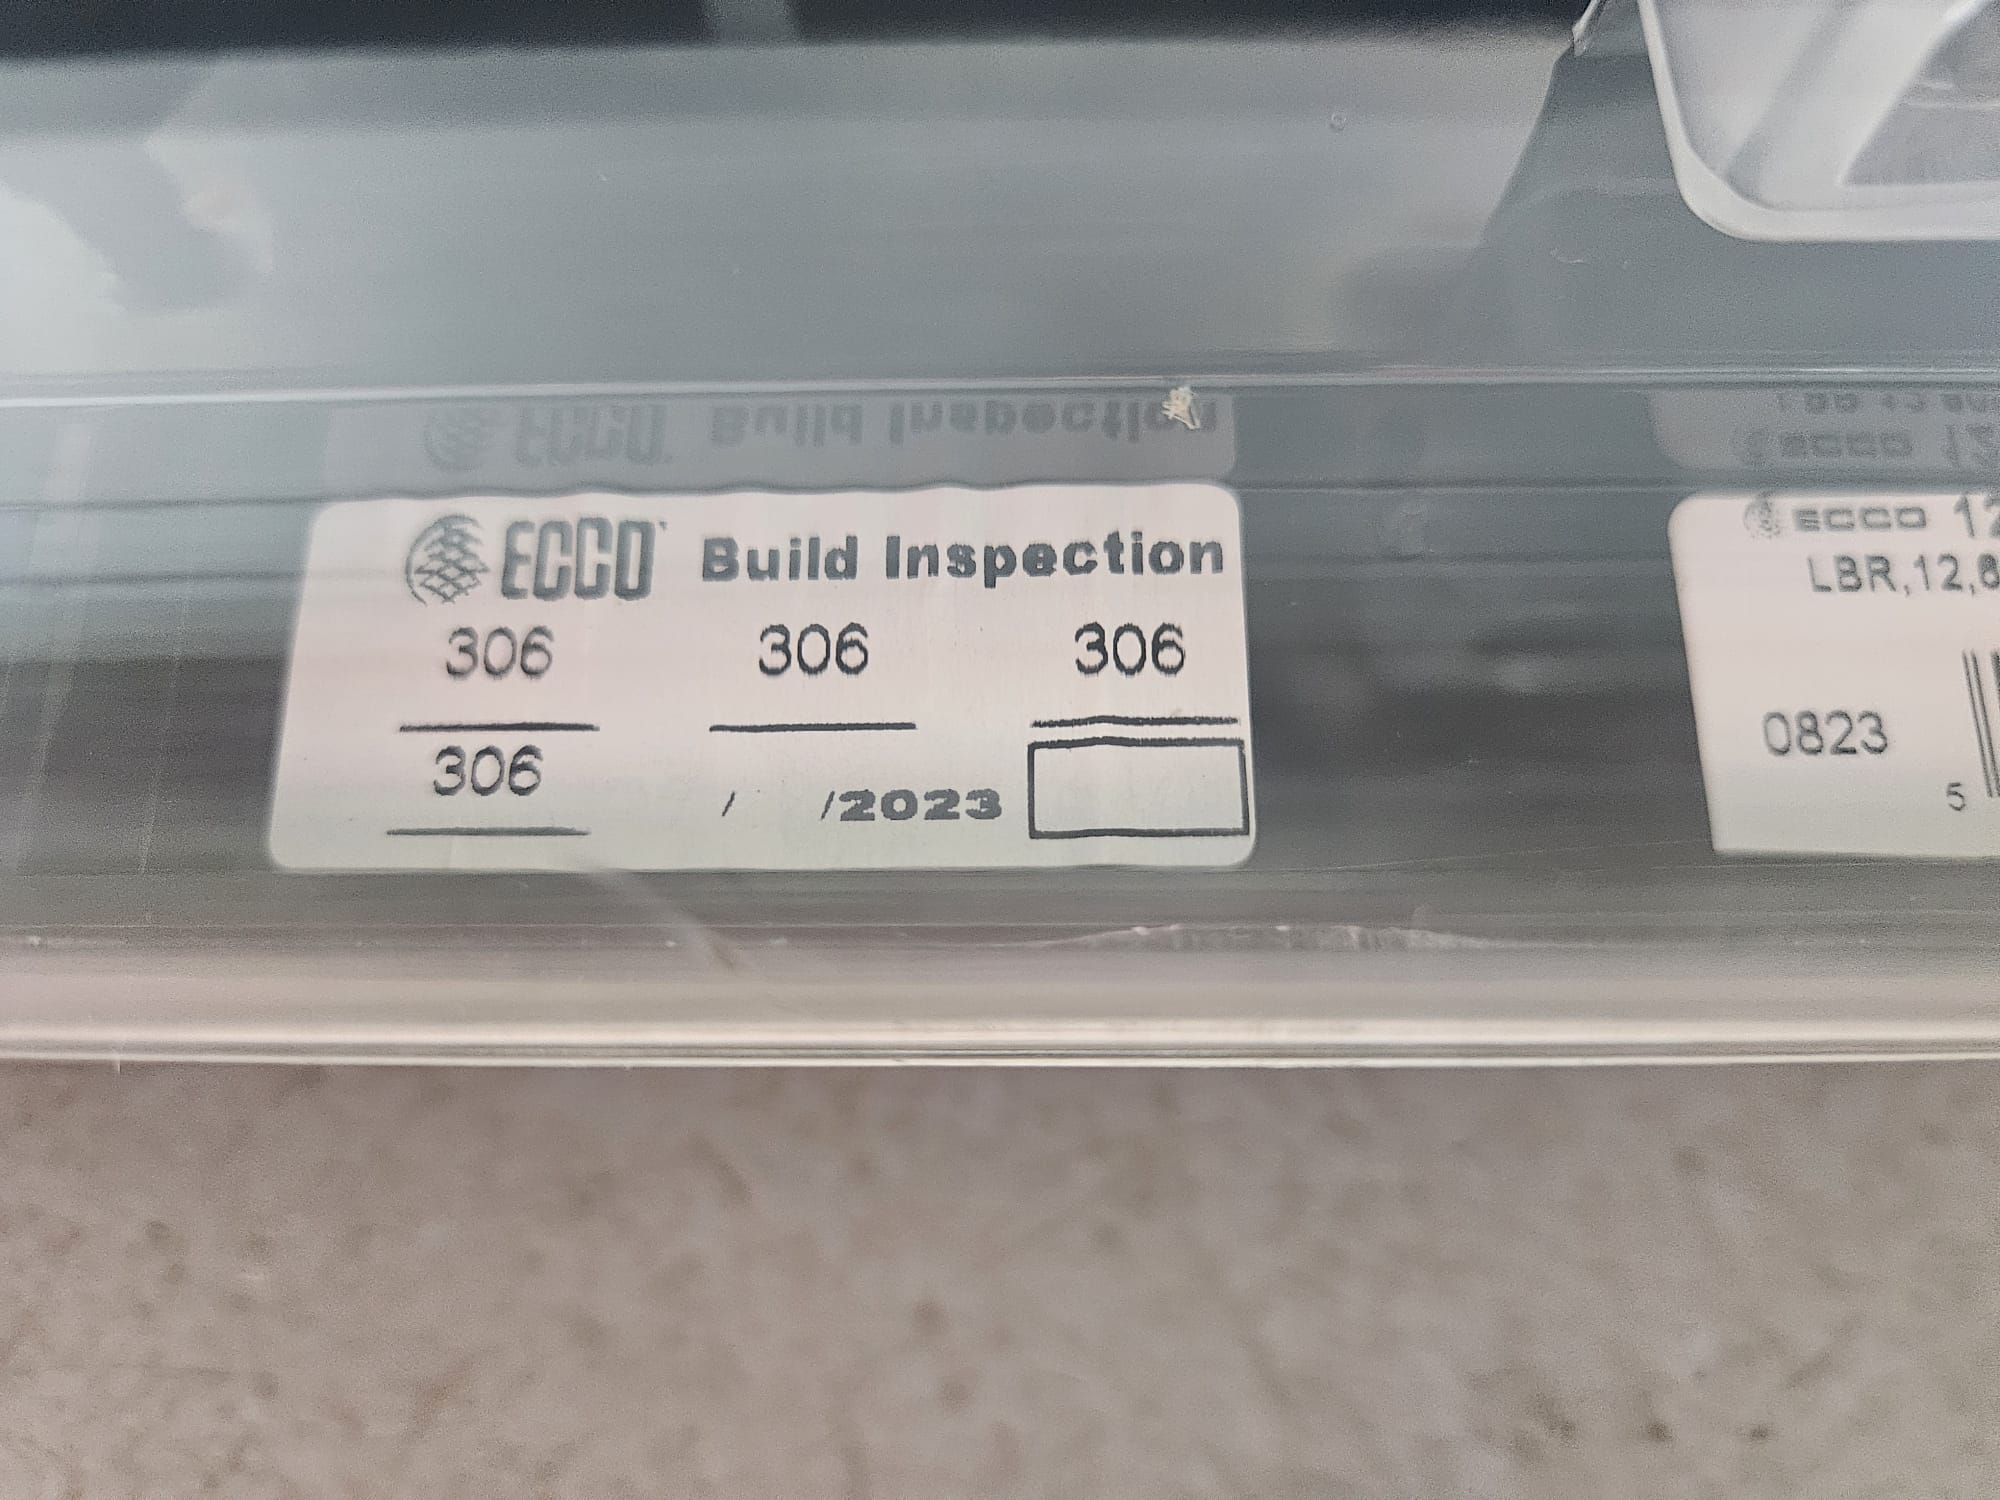 ECCO Build Inspection
306 306 306
306 / /2023
ECCO
LBR,12,
0823
5